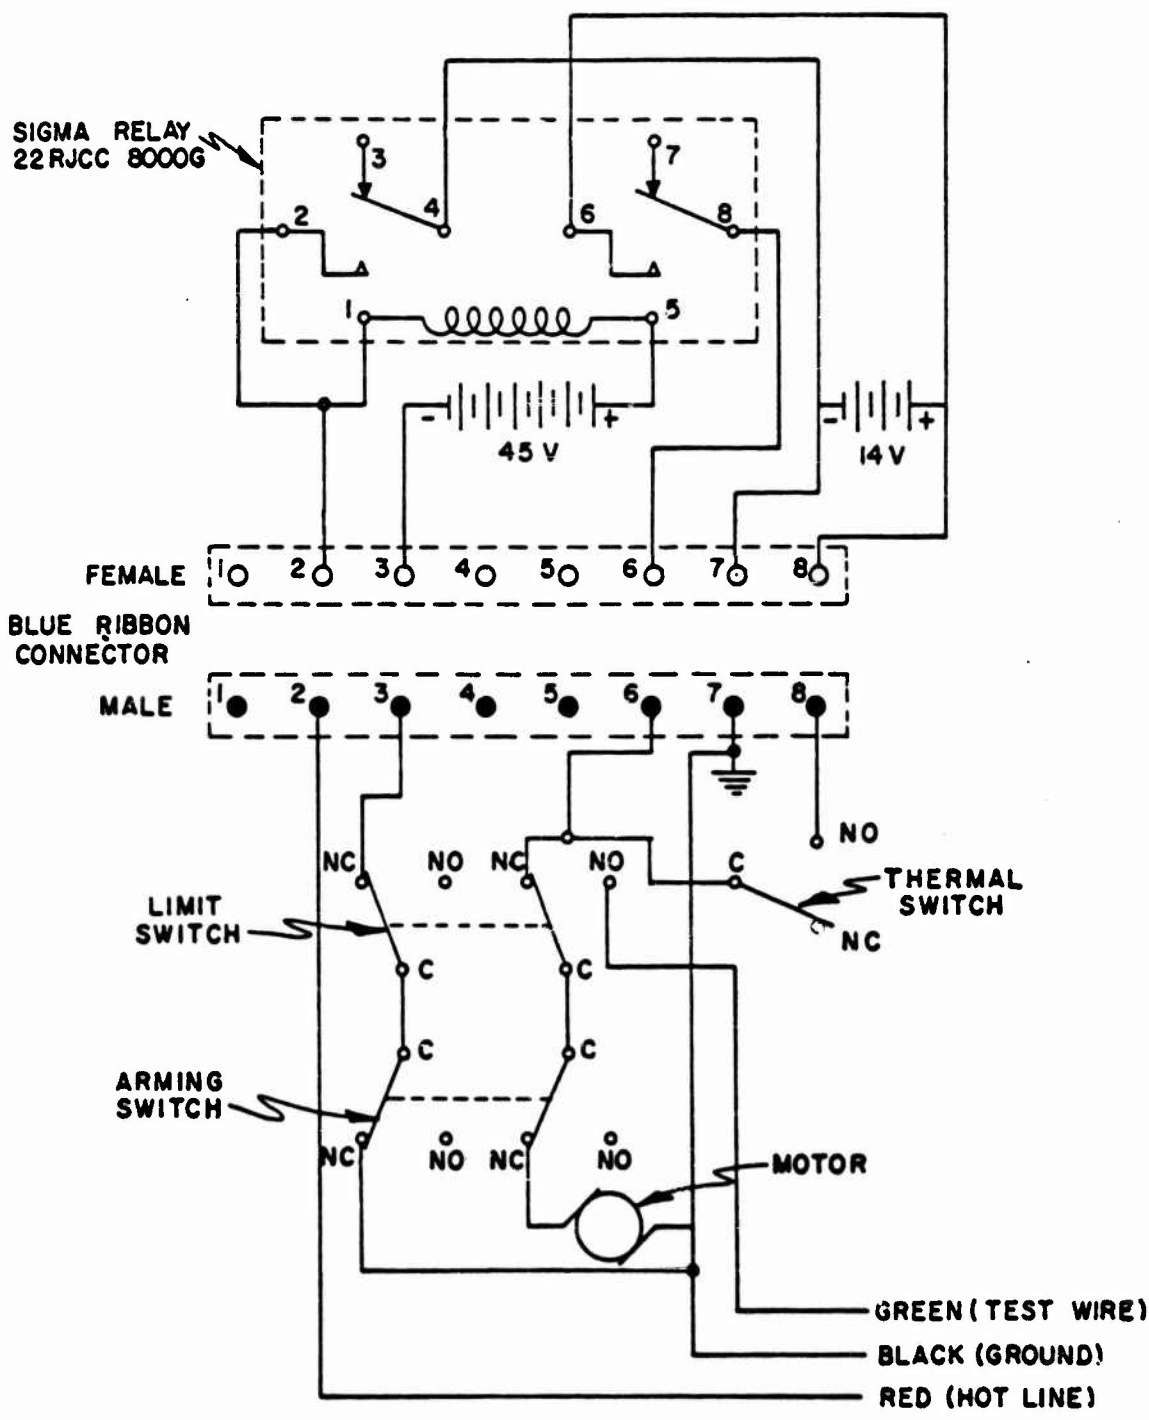 SIGMA RELAY
22RJCC 8000G
3
7
2
4
6
8
1
5
- +
45 V
- +
14 V
FEMALE 1 2 3 4 5 6 7 8
BLUE RIBBON
CONNECTOR
MALE 1 2 3 4 5 6 7 8
NO
NC NO NC NO C
THERMAL
SWITCH
NC
LIMIT
SWITCH
C C
C C
ARMING
SWITCH
NC NO NC NO
MOTOR
GREEN (TEST WIRE)
BLACK (GROUND)
RED (HOT LINE)